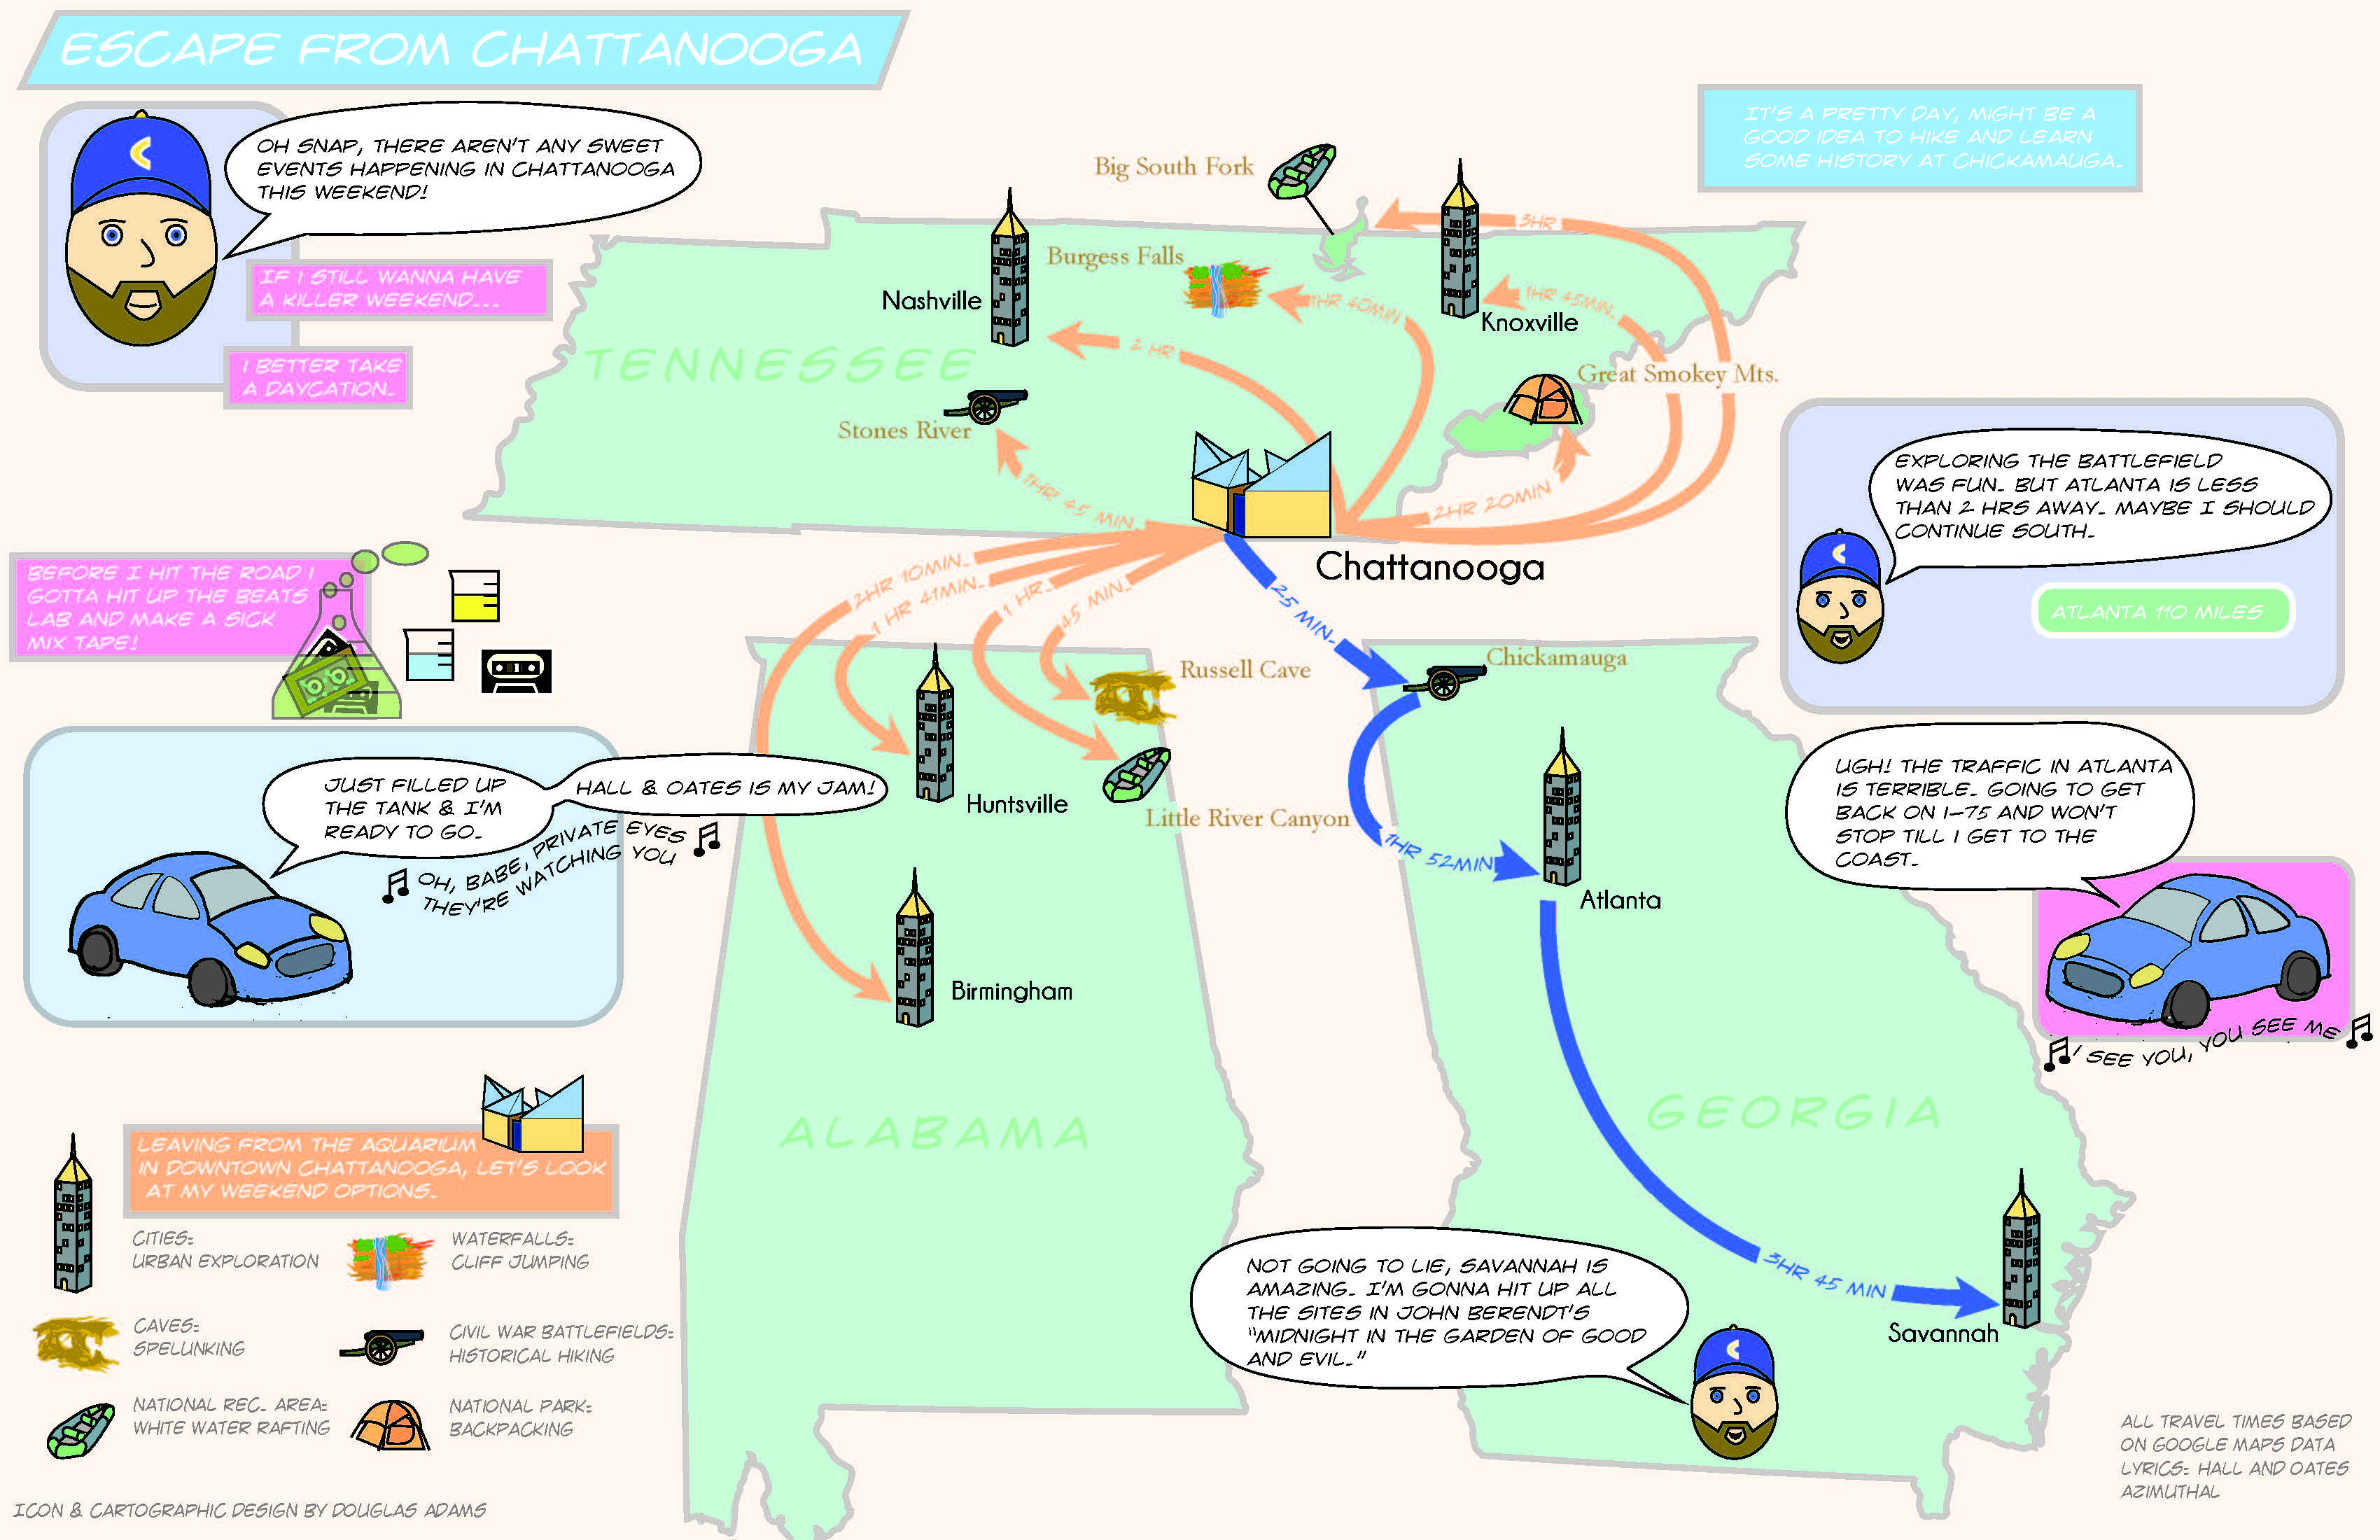 ESCAPE FROM CHATTANOOGA
OH SNAP, THERE AREN'T ANY SWEET
EVENTS HAPPENING IN CHATTANOOGA
THIS WEEKEND!
IF I STILL WANNA HAVE
A KILLER WEEKEND...
I BETTER TAKE
A DAYCATION.
BEFORE I HIT THE ROAD I
GOTTA HIT UP THE BEATS
LAB AND MAKE A SICK
MIX TAPE!
JUST FILLED UP
THE TANK & I'M
READY TO GO.
HALL & OATES IS MY JAM!
OH, BABE, PRIVATE EYES
THEY'RE WATCHING YOU
LEAVING FROM THE AQUARIUM
IN DOWNTOWN CHATTANOOGA, LET'S LOOK
AT MY WEEKEND OPTIONS.
CITIES:
URBAN EXPLORATION
WATERFALLS:
CLIFF JUMPING
CAVES:
SPELUNKING
CIVIL WAR BATTLEFIELDS:
HISTORICAL HIKING
NATIONAL REC. AREA:
WHITE WATER RAFTING
NATIONAL PARK:
BACKPACKING
ICON & CARTOGRAPHIC DESIGN BY DOUGLAS ADAMS
TENNESSEE
Big South Fork
3HR
Burgess Falls
1HR 40MIN
Nashville
2 HR
Knoxville
1HR 45MIN.
Great Smokey Mts.
2HR 20MIN
Stones River
1HR 45 MIN.
Chattanooga
2HR 10MIN.
1 HR 41MIN.
1 HR.
45 MIN.
25 MIN.
Russell Cave
Chickamauga
Huntsville
Little River Canyon
1HR 52MIN
Atlanta
Birmingham
ALABAMA
GEORGIA
3HR 45 MIN
Savannah
IT'S A PRETTY DAY, MIGHT BE A
GOOD IDEA TO HIKE AND LEARN
SOME HISTORY AT CHICKAMAUGA.
EXPLORING THE BATTLEFIELD
WAS FUN. BUT ATLANTA IS LESS
THAN 2 HRS AWAY. MAYBE I SHOULD
CONTINUE SOUTH.
ATLANTA 110 MILES
UGH! THE TRAFFIC IN ATLANTA
IS TERRIBLE. GOING TO GET
BACK ON I-75 AND WON'T
STOP TILL I GET TO THE
COAST.
I SEE YOU, YOU SEE ME
NOT GOING TO LIE, SAVANNAH IS
AMAZING. I'M GONNA HIT UP ALL
THE SITES IN JOHN BERENDT'S
"MIDNIGHT IN THE GARDEN OF GOOD
AND EVIL."
ALL TRAVEL TIMES BASED
ON GOOGLE MAPS DATA
LYRICS: HALL AND OATES
AZIMUTHAL